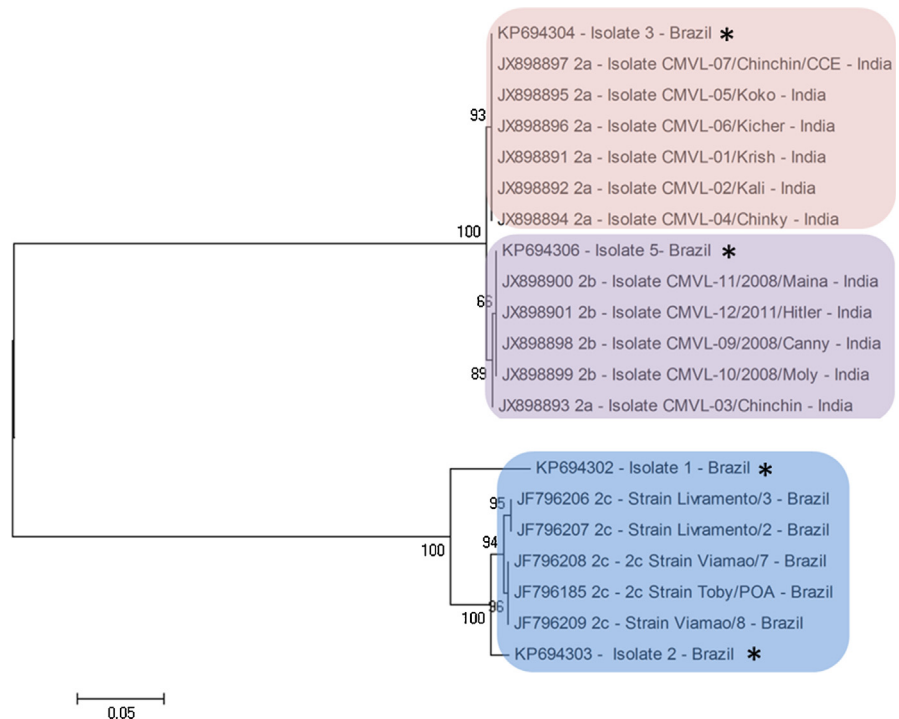 KP694304 - Isolate 3 - Brazil *
JX898897 2a - Isolate CMVL-07/Chinchin/CCE - India
JX898895 2a - Isolate CMVL-05/Koko - India
93
JX898896 2a - Isolate CMVL-06/Kicher - India
JX898891 2a - Isolate CMVL-01/Krish - India
JX898892 2a - Isolate CMVL-02/Kali - India
JX898894 2a - Isolate CMVL-04/Chinky - India
100
KP694306 - Isolate 5- Brazil *
JX898900 2b - Isolate CMVL-11/2008/Maina - India
66
JX898901 2b - Isolate CMVL-12/2011/Hitler - India
JX898898 2b - Isolate CMVL-09/2008/Canny - India
89
JX898899 2b - Isolate CMVL-10/2008/Moly - India
JX898893 2a - Isolate CMVL-03/Chinchin - India
KP694302 - Isolate 1 - Brazil *
95
JF796206 2c - Strain Livramento/3 - Brazil
JF796207 2c - Strain Livramento/2 - Brazil
94
100
JF796208 2c - 2c Strain Viamao/7 - Brazil
JF796185 2c - 2c Strain Toby/POA - Brazil
96
100
JF796209 2c - Strain Viamao/8 - Brazil
KP694303 - Isolate 2 - Brazil *
0.05